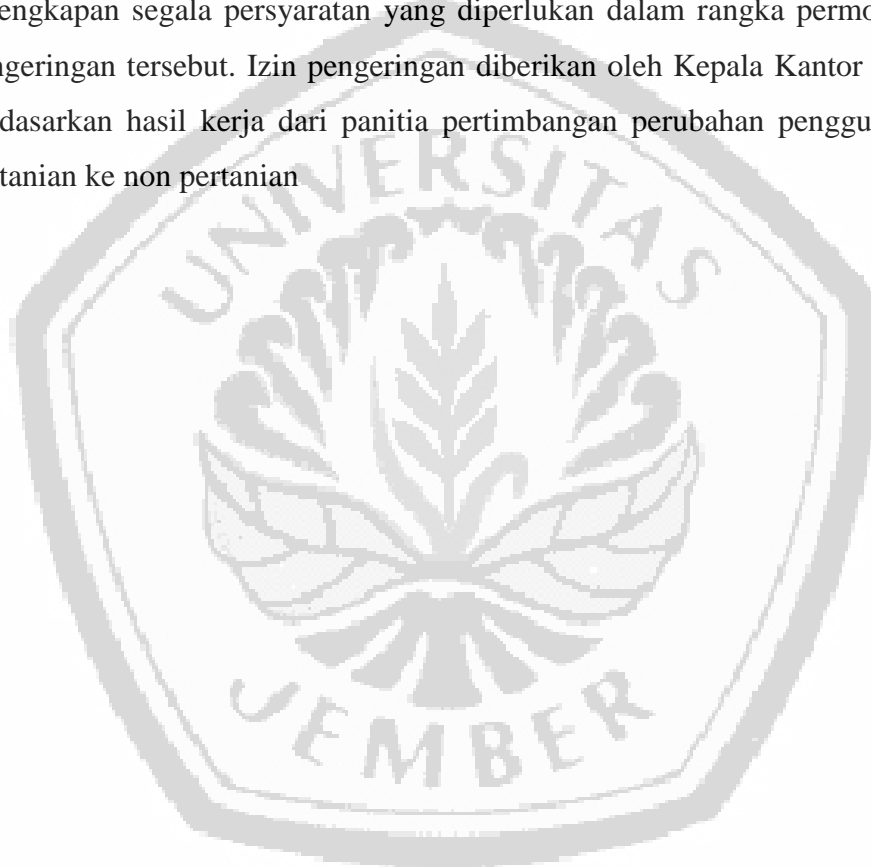 engkapan segala persyaratan yang diperlukan dalam rangka permo
ngeringan tersebut. Izin pengeringan diberikan oleh Kepala Kantor
dasarkan hasil kerja dari panitia pertimbangan perubahan penggu
tanian ke non pertanian
UNIVERSITAS
JEMBER